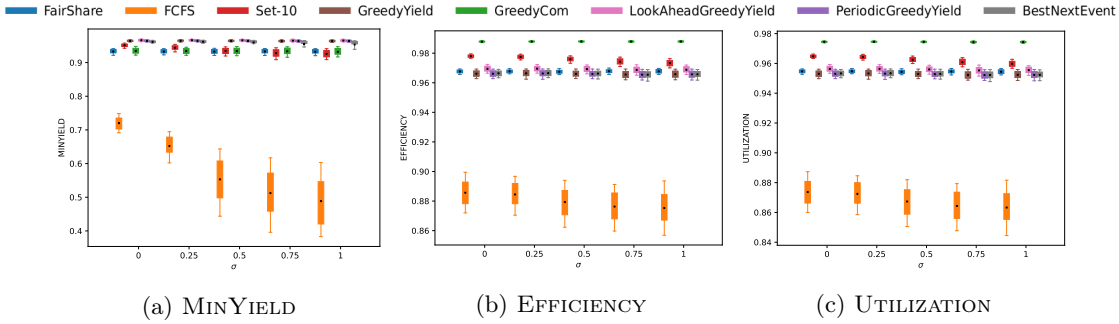 FairShare FCFS Set-10 GreedyYield GreedyCom LookAheadGreedyYield PeriodicGreedyYield BestNextEvent
MINYIELD
0.9
0.8
0.7
0.6
0.5
0.4
0 0.25 0.5 0.75 1
σ
(a) MINYIELD
EFFICIENCY
0.98
0.96
0.94
0.92
0.90
0.88
0.86
0 0.25 0.5 0.75 1
σ
(b) EFFICIENCY
UTILIZATION
0.98
0.96
0.94
0.92
0.90
0.88
0.86
0.84
0 0.25 0.5 0.75 1
σ
(c) UTILIZATION